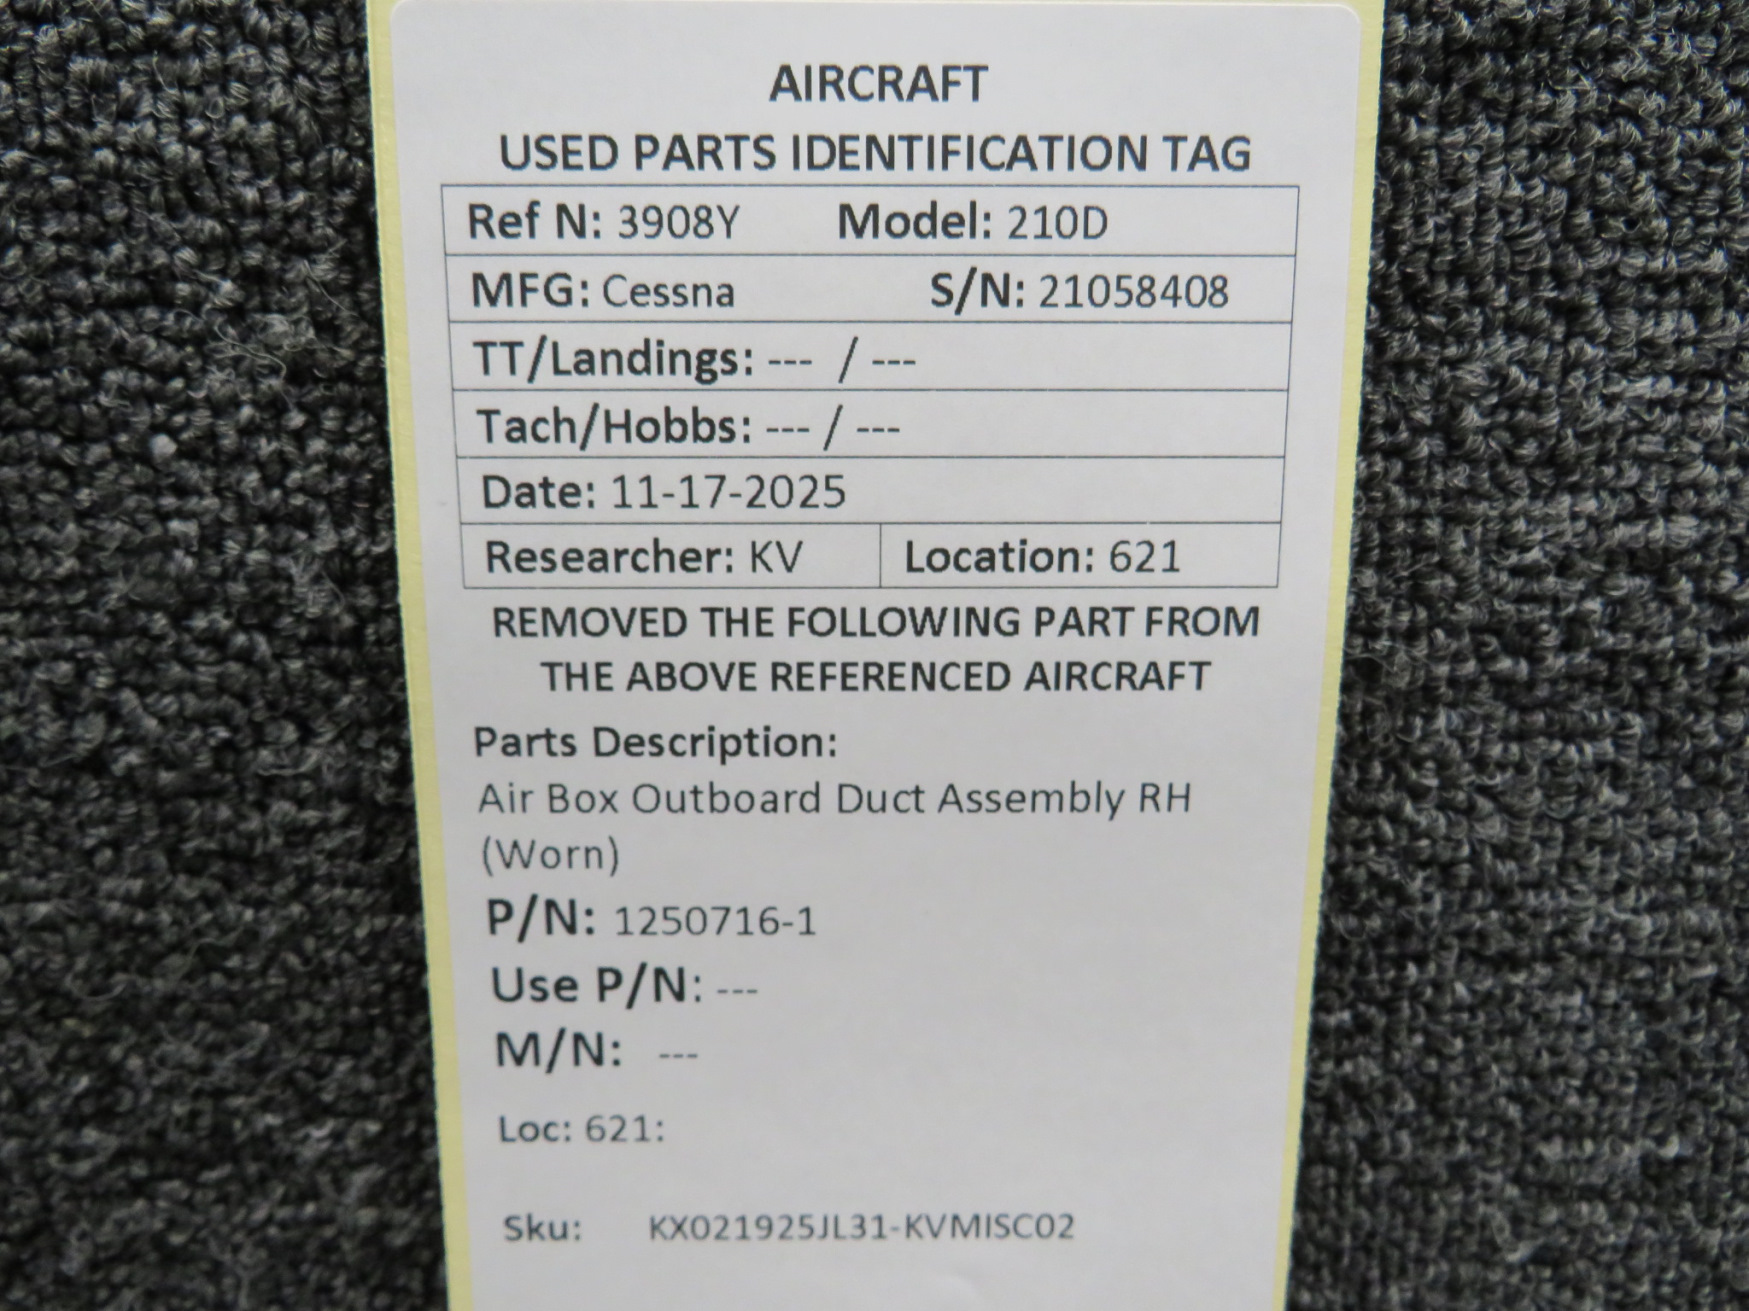 AIRCRAFT
USED PARTS IDENTIFICATION TAG
Ref N: 3908Y Model: 210D
MFG: Cessna S/N: 21058408
TT/Landings: --- / ---
Tach/Hobbs: --- / ---
Date: 11-17-2025
Researcher: KV Location: 621
REMOVED THE FOLLOWING PART FROM
THE ABOVE REFERENCED AIRCRAFT
Parts Description:
Air Box Outboard Duct Assembly RH
(Worn)
P/N: 1250716-1
Use P/N: ---
M/N: ---
Loc: 621:
Sku: KX021925JL31-KVMISC02